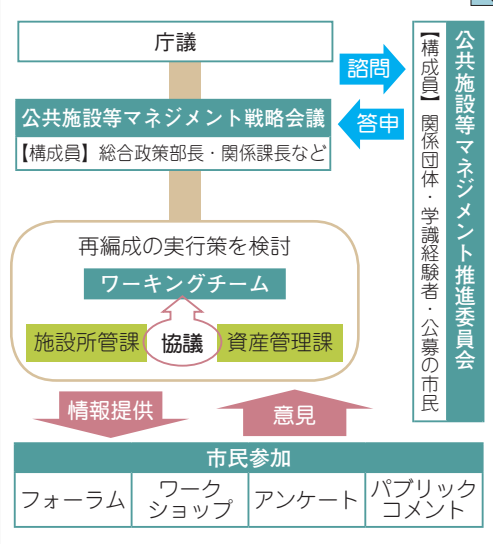 庁議
諮問
答申
公共施設等マネジメント戦略会議
【構成員】総合政策部長・関係課長など
公共施設等マネジメント推進委員会
【構成員】関係団体・学識経験者・公募の市民
再編成の実行策を検討
ワーキングチーム
施設所管課
協議
資産管理課
情報提供
意見
市民参加
フォーラム
ワーク
ショップ
アンケート
パブリック
コメント